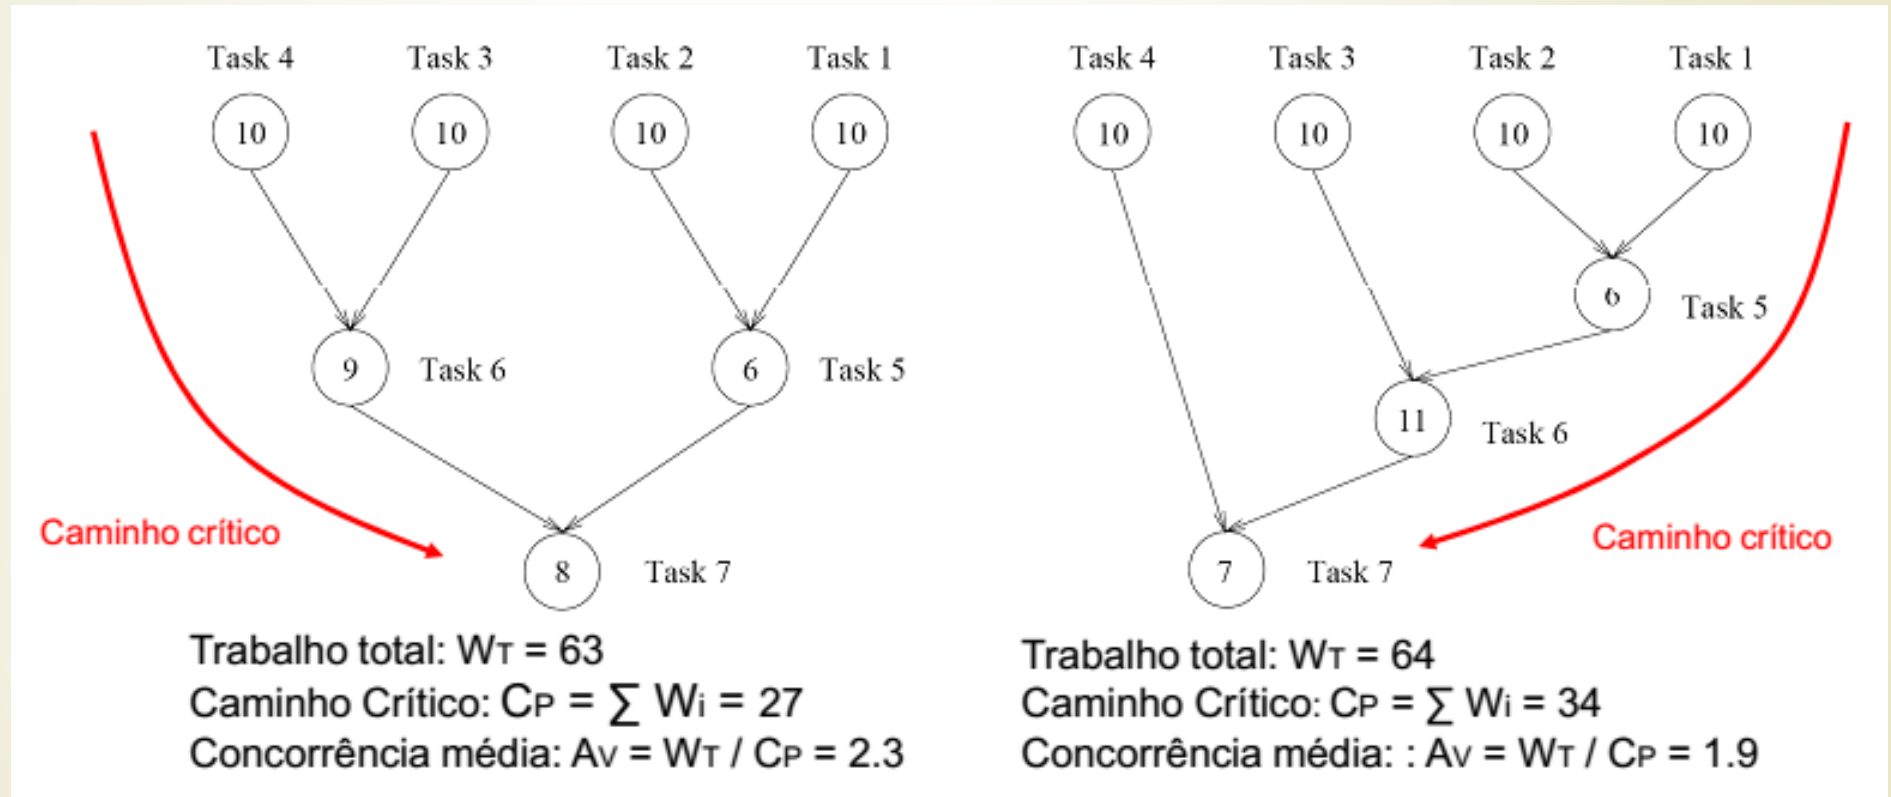 Task 4 Task 3 Task 2 Task 1
10 10 10 10
9 Task 6 6 Task 5
Caminho crítico
8 Task 7
Trabalho total: WT = 63
Caminho Crítico: CP = ∑ Wi = 27
Concorrência média: AV = WT / CP = 2.3
Task 4 Task 3 Task 2 Task 1
10 10 10 10
6 Task 5
11 Task 6
Caminho crítico
7 Task 7
Trabalho total: WT = 64
Caminho Crítico: CP = ∑ Wi = 34
Concorrência média: : AV = WT / CP = 1.9